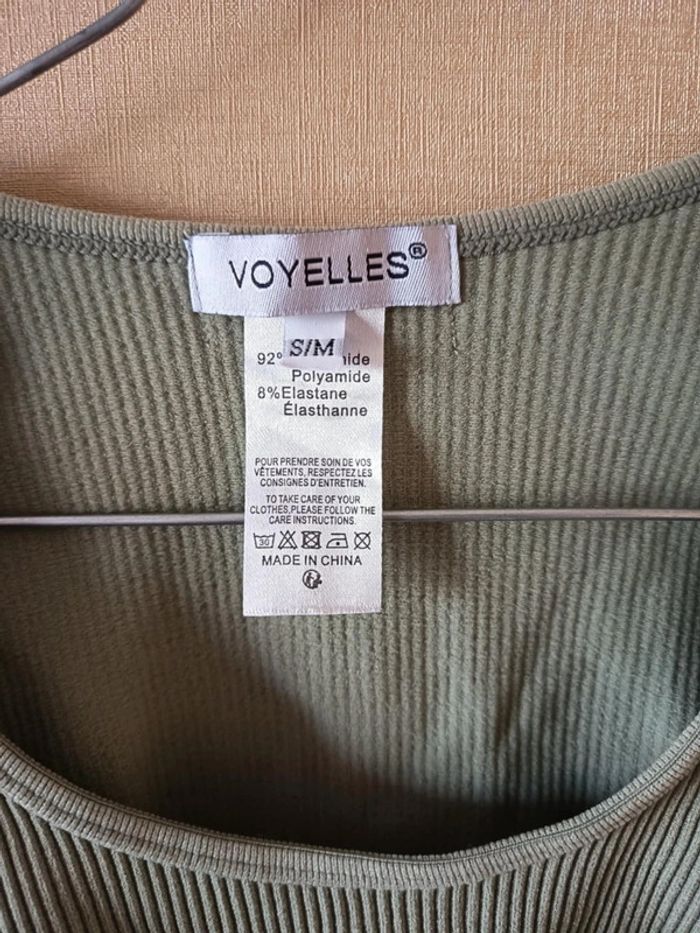 VOYELLES®
S/M
92%
Polyamide
8%Elastane
Élasthanne
POUR PRENDRE SOIN DE VOS
VÊTEMENTS, RESPECTEZ LES
CONSIGNES D'ENTRETIEN.
TO TAKE CARE OF YOUR
CLOTHES,PLEASE FOLLOW THE
CARE INSTRUCTIONS.
30
MADE IN CHINA